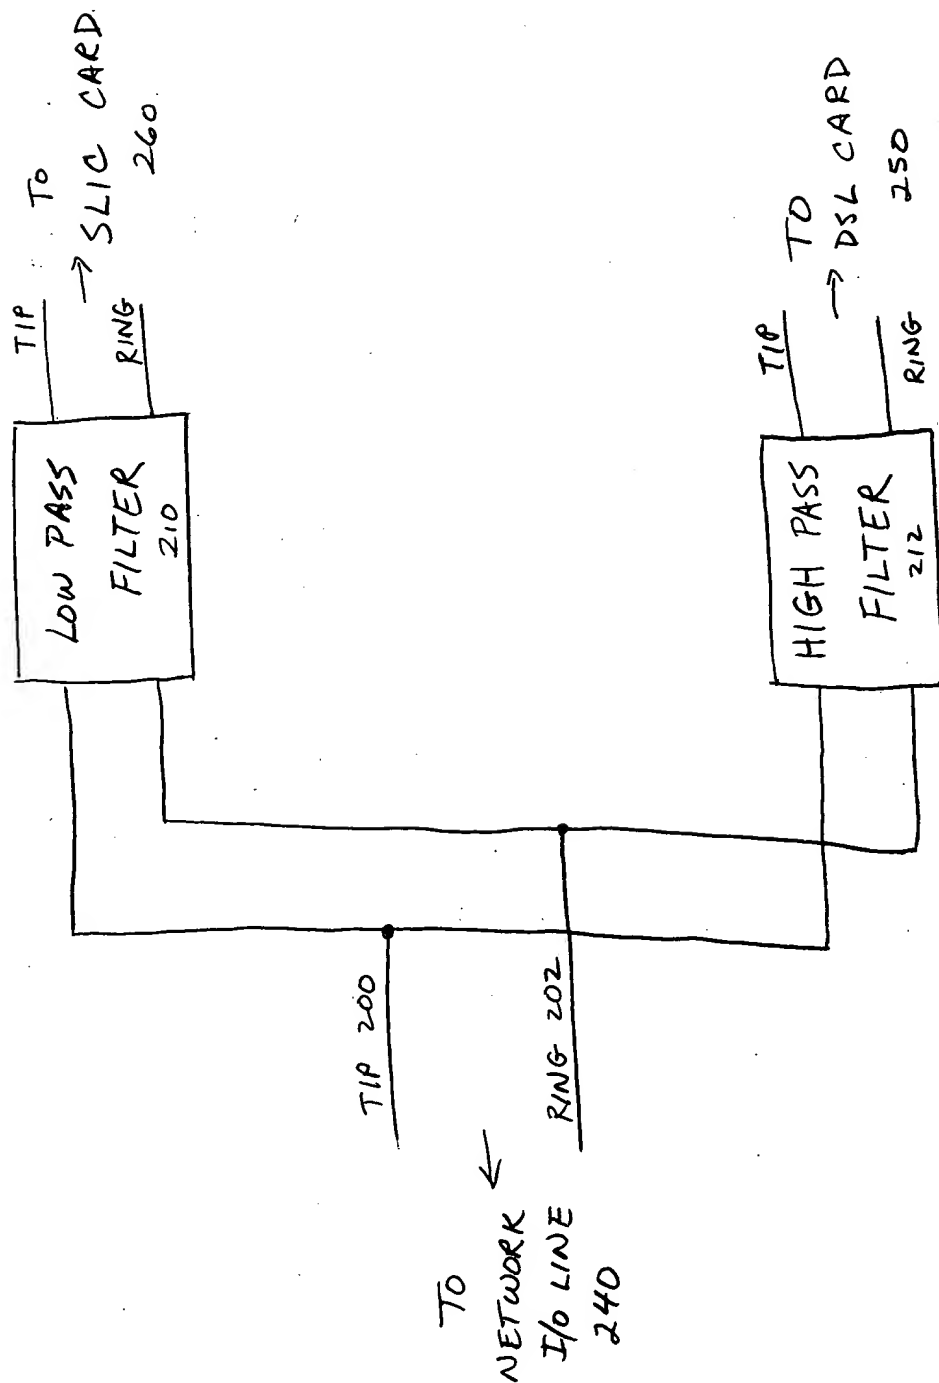 TIP
TO
→ SLIC CARD
260
RING
LOW PASS
FILTER
210
TIP 200
RING 202
←
TO
NETWORK
I/O LINE
240
HIGH PASS
FILTER
212
TIP
TO
→ DSL CARD
250
RING